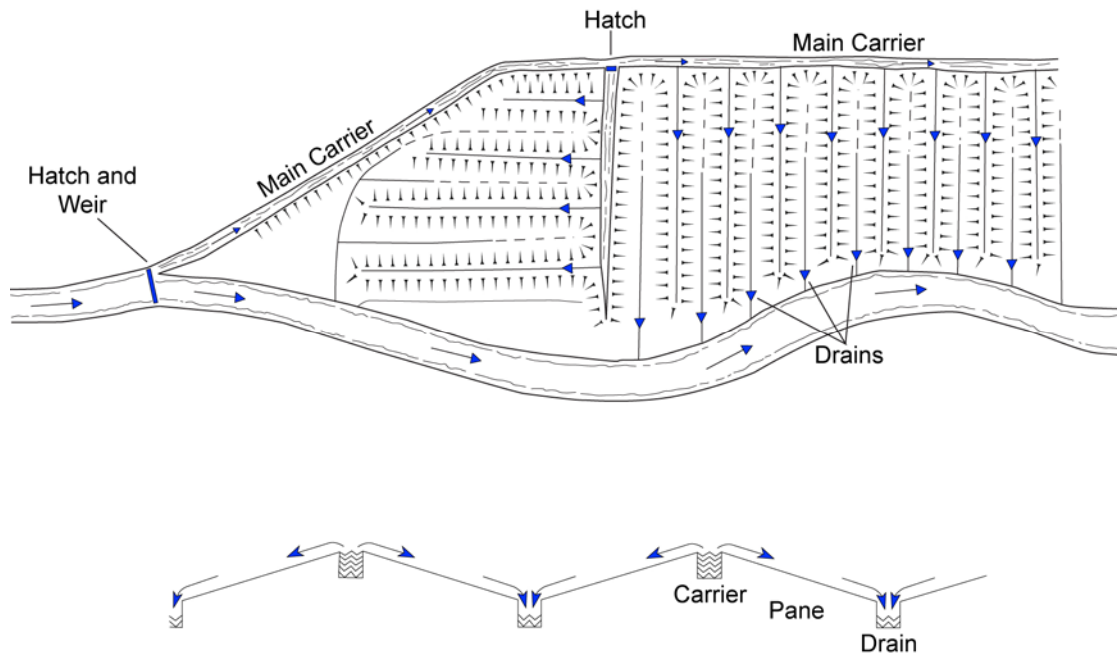 Hatch
Main Carrier
Main Carrier
Hatch and
Weir
Drains
Carrier
Pane
Drain